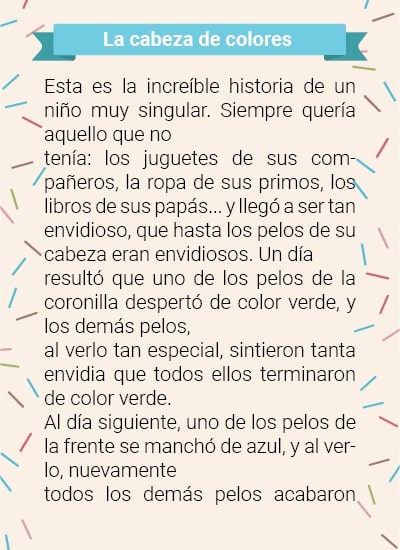 La cabeza de colores
Esta es la increíble historia de un
niño muy singular. Siempre quería
aquello que no
tenía: los juguetes de sus com-
pañeros, la ropa de sus primos, los
libros de sus papás... y llegó a ser tan
envidioso, que hasta los pelos de su
cabeza eran envidiosos. Un día
resultó que uno de los pelos de la
coronilla despertó de color verde, y
los demás pelos,
al verlo tan especial, sintieron tanta
envidia que todos ellos terminaron
de color verde.
Al día siguiente, uno de los pelos de
la frente se manchó de azul, y al ver-
lo, nuevamente
todos los demás pelos acabaron